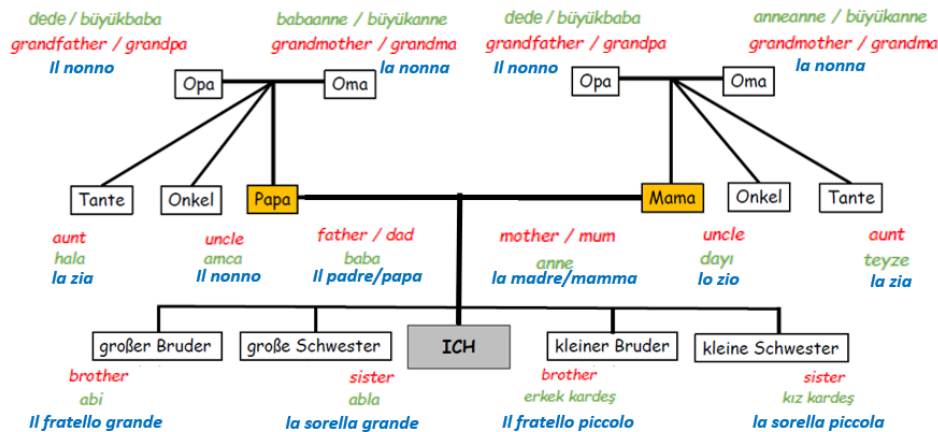 dede / büyükbaba
babaanne / büyükanne
dede / büyükbaba
anneanne / büyükanne
grandfather / grandpa
grandmother / grandma
grandfather / grandpa
grandmother / grandma
Il nonno
la nonna
Il nonno
la nonna
Opa
Oma
Opa
Oma
Tante
Onkel
Papa
Mama
Onkel
Tante
aunt
uncle
father / dad
mother / mum
uncle
aunt
hala
amca
baba
anne
dayı
teyze
la zia
Il nonno
Il padre/papa
la madre/mamma
lo zio
la zia
großer Bruder
große Schwester
ICH
kleiner Bruder
kleine Schwester
brother
sister
brother
sister
abi
abla
erkek kardeş
kız kardeş
Il fratello grande
la sorella grande
Il fratello piccolo
la sorella piccola